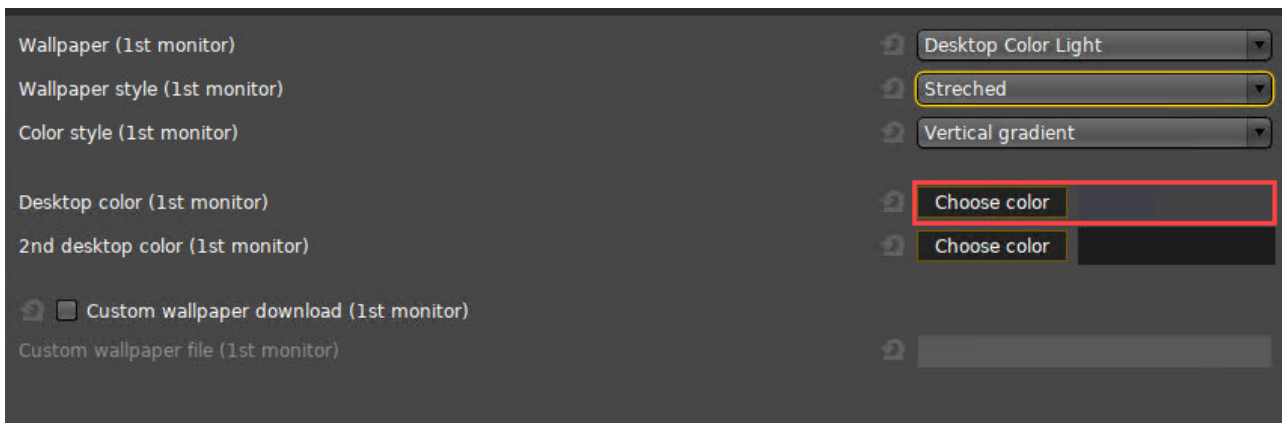 Wallpaper (1st monitor) Desktop Color Light
Wallpaper style (1st monitor) Streched
Color style (1st monitor) Vertical gradient
Desktop color (1st monitor) Choose color
2nd desktop color (1st monitor) Choose color
Custom wallpaper download (1st monitor)
Custom wallpaper file (1st monitor)